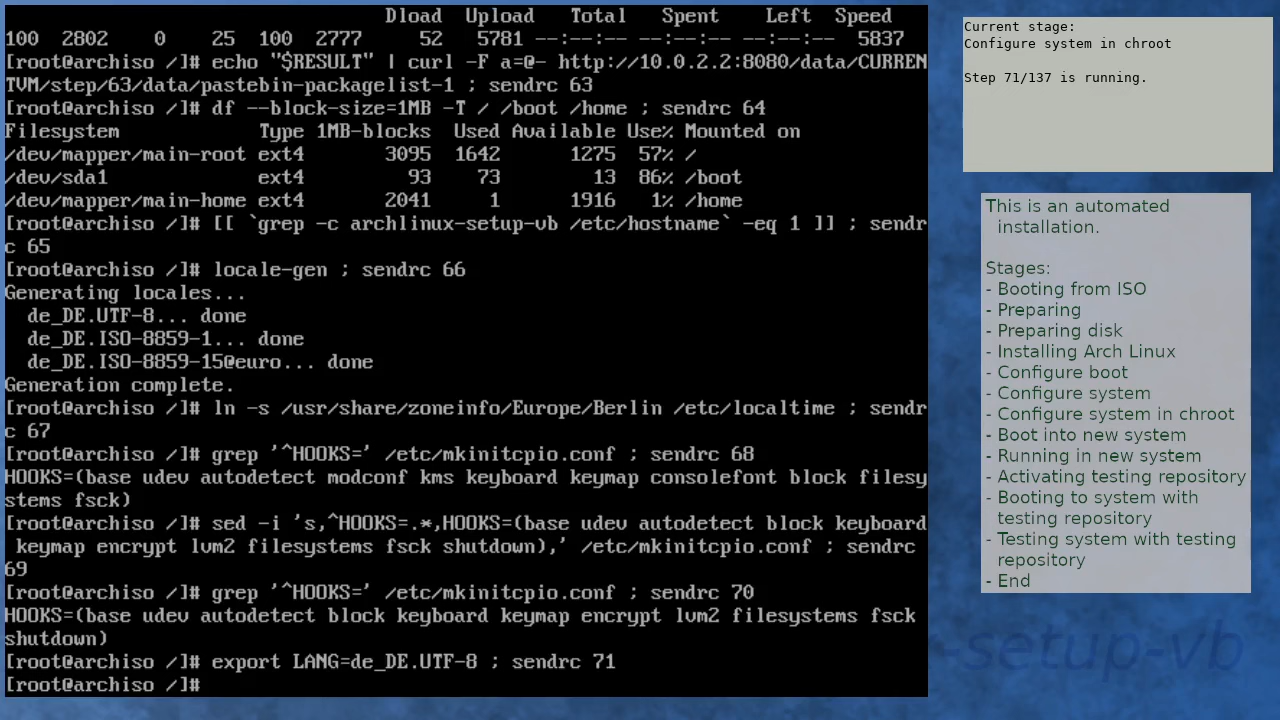 Dload  Upload   Total   Spent    Left  Speed
100  2802    0    25  100  2777     52   5781 --:--:-- --:--:-- --:--:--  5837
[root@archiso /]# echo "$RESULT" | curl -F a=@- http://10.0.2.2:8080/data/CURREN
TVM/step/63/data/pastebin-packagelist-1 ; sendrc 63
[root@archiso /]# df --block-size=1MB -T / /boot /home ; sendrc 64
Filesystem            Type 1MB-blocks  Used Available Use% Mounted on
/dev/mapper/main-root ext4       3095  1642      1275  57% /
/dev/sda1             ext4         93    73        13  86% /boot
/dev/mapper/main-home ext4       2041     1      1916   1% /home
[root@archiso /]# [[ `grep -c archlinux-setup-vb /etc/hostname` -eq 1 ]] ; sendr
c 65
[root@archiso /]# locale-gen ; sendrc 66
Generating locales...
  de_DE.UTF-8... done
  de_DE.ISO-8859-1... done
  de_DE.ISO-8859-15@euro... done
Generation complete.
[root@archiso /]# ln -s /usr/share/zoneinfo/Europe/Berlin /etc/localtime ; sendr
c 67
[root@archiso /]# grep '^HOOKS=' /etc/mkinitcpio.conf ; sendrc 68
HOOKS=(base udev autodetect modconf kms keyboard keymap consolefont block filesy
stems fsck)
[root@archiso /]# sed -i 's,^HOOKS=.*,HOOKS=(base udev autodetect block keyboard
 keymap encrypt lvm2 filesystems fsck shutdown),' /etc/mkinitcpio.conf ; sendrc
69
[root@archiso /]# grep '^HOOKS=' /etc/mkinitcpio.conf ; sendrc 70
HOOKS=(base udev autodetect block keyboard keymap encrypt lvm2 filesystems fsck
shutdown)
[root@archiso /]# export LANG=de_DE.UTF-8 ; sendrc 71
[root@archiso /]#
Current stage:
Configure system in chroot
Step 71/137 is running.
This is an automated
installation.
Stages:
- Booting from ISO
- Preparing
- Preparing disk
- Installing Arch Linux
- Configure boot
- Configure system
- Configure system in chroot
- Boot into new system
- Running in new system
- Activating testing repository
- Booting to system with
testing repository
- Testing system with testing
repository
- End
-setup-vb